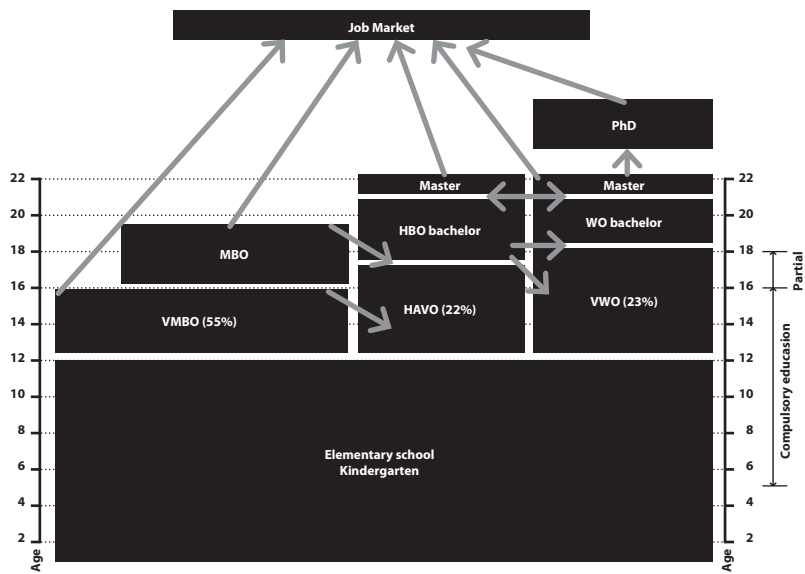 Job Market
PhD
22
Master
Master
22
20
HBO bachelor
WO bachelor
20
18
MBO
18
Partial
16
16
14
VMBO (55%)
HAVO (22%)
VWO (23%)
14
12
12
10
10
Compulsory educasion
8
8
Elementary school
Kindergarten
6
6
4
4
2
2
Age
Age